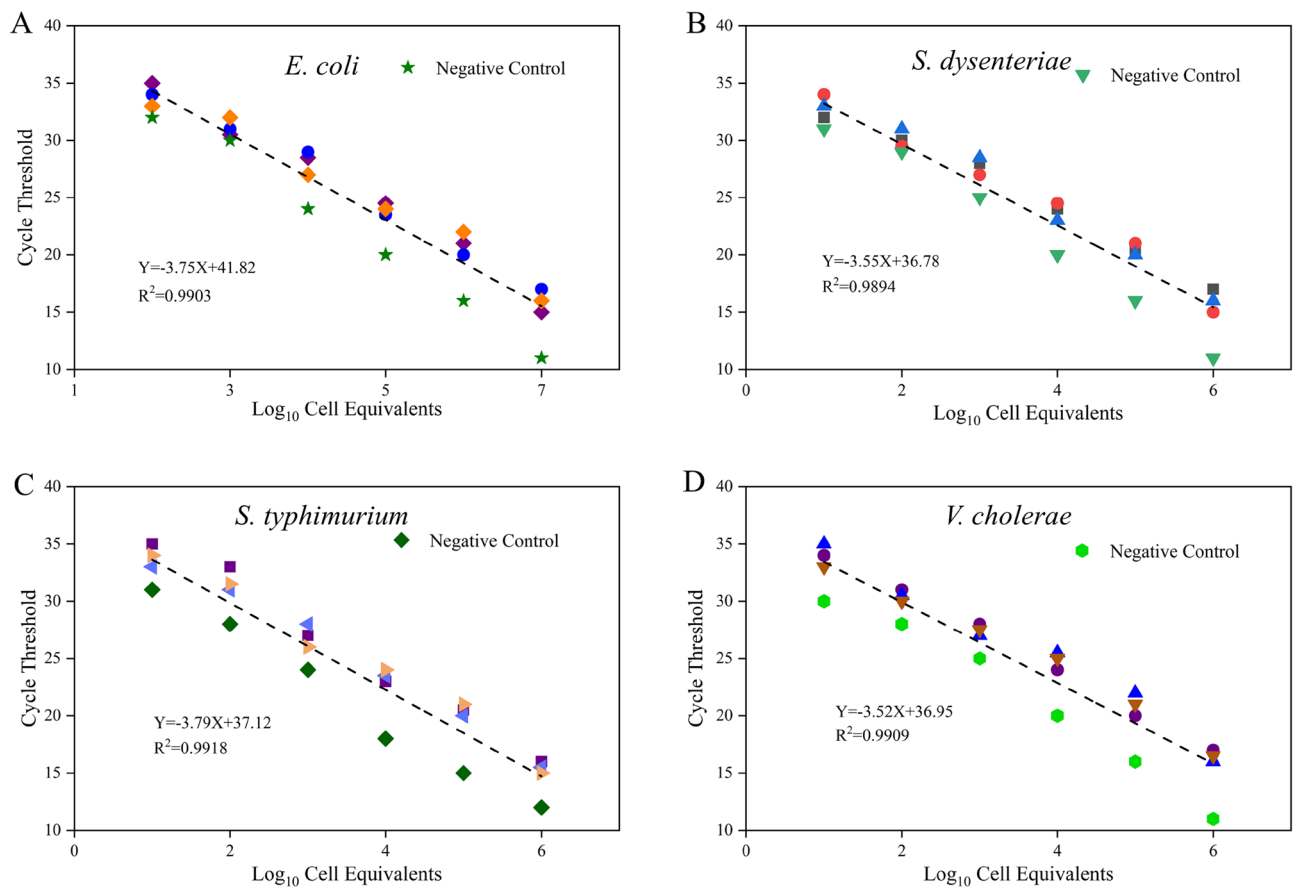 A
E. coli
Negative Control
Y=-3.75X+41.82
R²=0.9903
Cycle Threshold
40
35
30
25
20
15
10
1
3
5
7
Log₁₀ Cell Equivalents
B
S. dysenteriae
Negative Control
Y=-3.55X+36.78
R²=0.9894
Cycle Threshold
40
35
30
25
20
15
10
0
2
4
6
Log₁₀ Cell Equivalents
C
S. typhimurium
Negative Control
Y=-3.79X+37.12
R²=0.9918
Cycle Threshold
40
35
30
25
20
15
10
0
2
4
6
Log₁₀ Cell Equivalents
D
V. cholerae
Negative Control
Y=-3.52X+36.95
R²=0.9909
Cycle Threshold
40
35
30
25
20
15
10
0
2
4
6
Log₁₀ Cell Equivalents